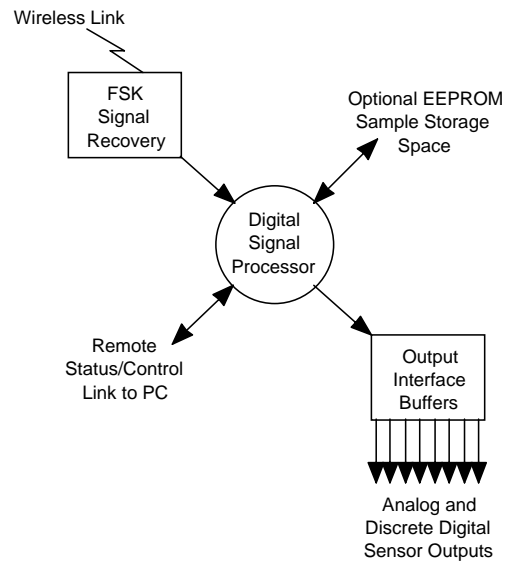 Wireless Link
FSK
Signal
Recovery
Optional EEPROM
Sample Storage
Space
Digital
Signal
Processor
Remote
Status/Control
Link to PC
Output
Interface
Buffers
Analog and
Discrete Digital
Sensor Outputs